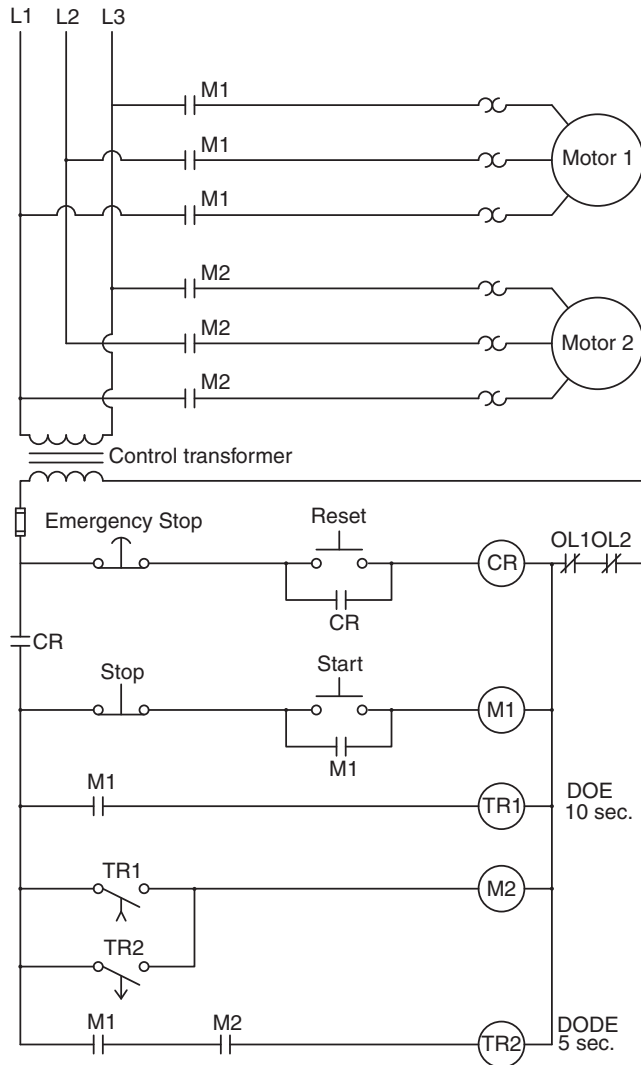 L1 L2 L3
M1
M1
Motor 1
M1
M2
M2
Motor 2
M2
Control transformer
Emergency Stop
Reset
OL1 OL2
CR
CR
CR
Stop
Start
M1
M1
M1
TR1
DOE
10 sec.
TR1
M2
TR2
M1
M2
TR2
DODE
5 sec.